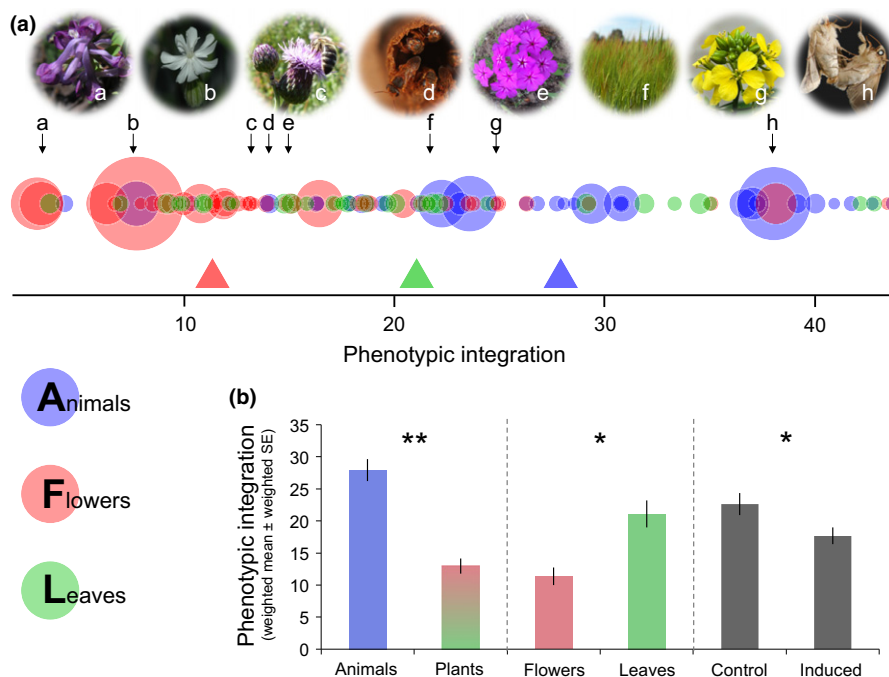 (a)
a b c d e f g h
a b c d e f g h
10 20 30 40
Phenotypic integration
Animals
Flowers
Leaves
(b)
Phenotypic integration
(weighted mean ± weighted SE)
35
30
25
20
15
10
5
0
** * *
Animals Plants Flowers Leaves Control Induced